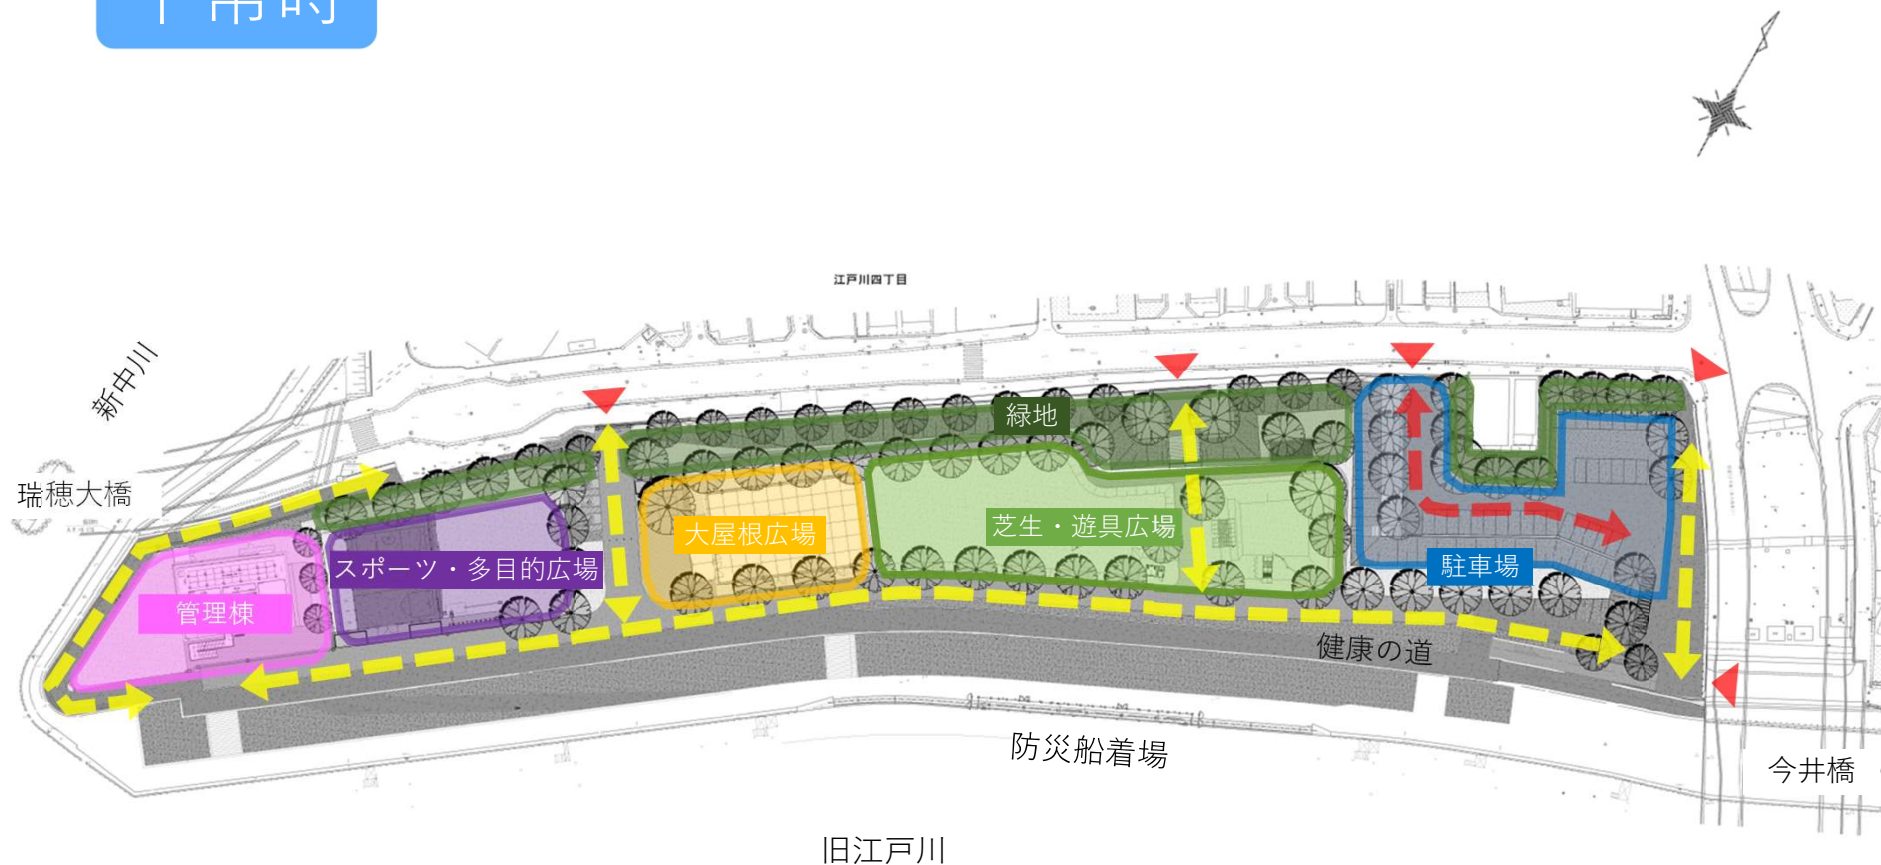 平常時
江戸川四丁目
新中川
瑞穂大橋
緑地
大屋根広場
芝生・遊具広場
スポーツ・多目的広場
駐車場
管理棟
健康の道
防災船着場
今井橋
旧江戸川